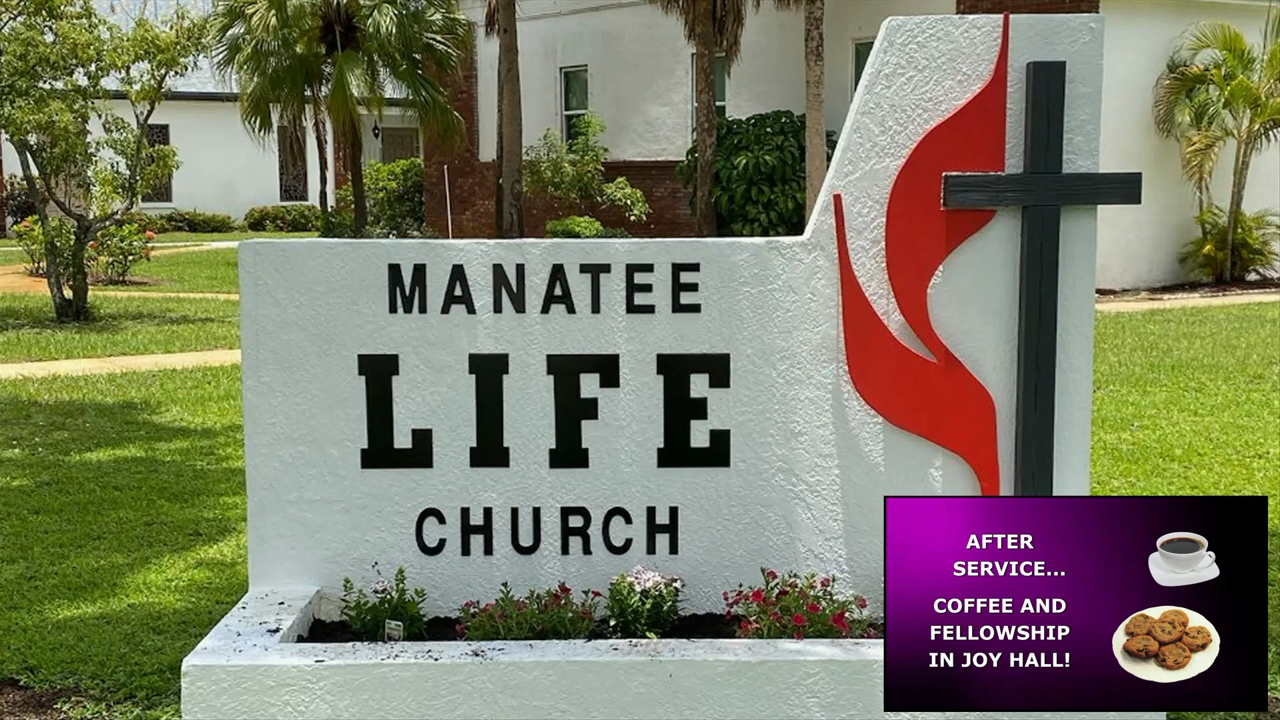 MANATEE
LIFE
CHURCH
AFTER
SERVICE...
COFFEE AND
FELLOWSHIP
IN JOY HALL!